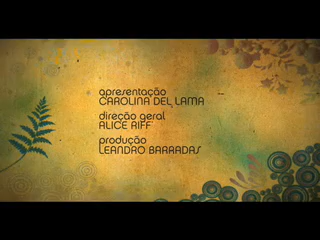 apresentação
CAROLINA DEL LAMA
direção geral
ALICE RIFF
produção
LEANDRO BARRADAS